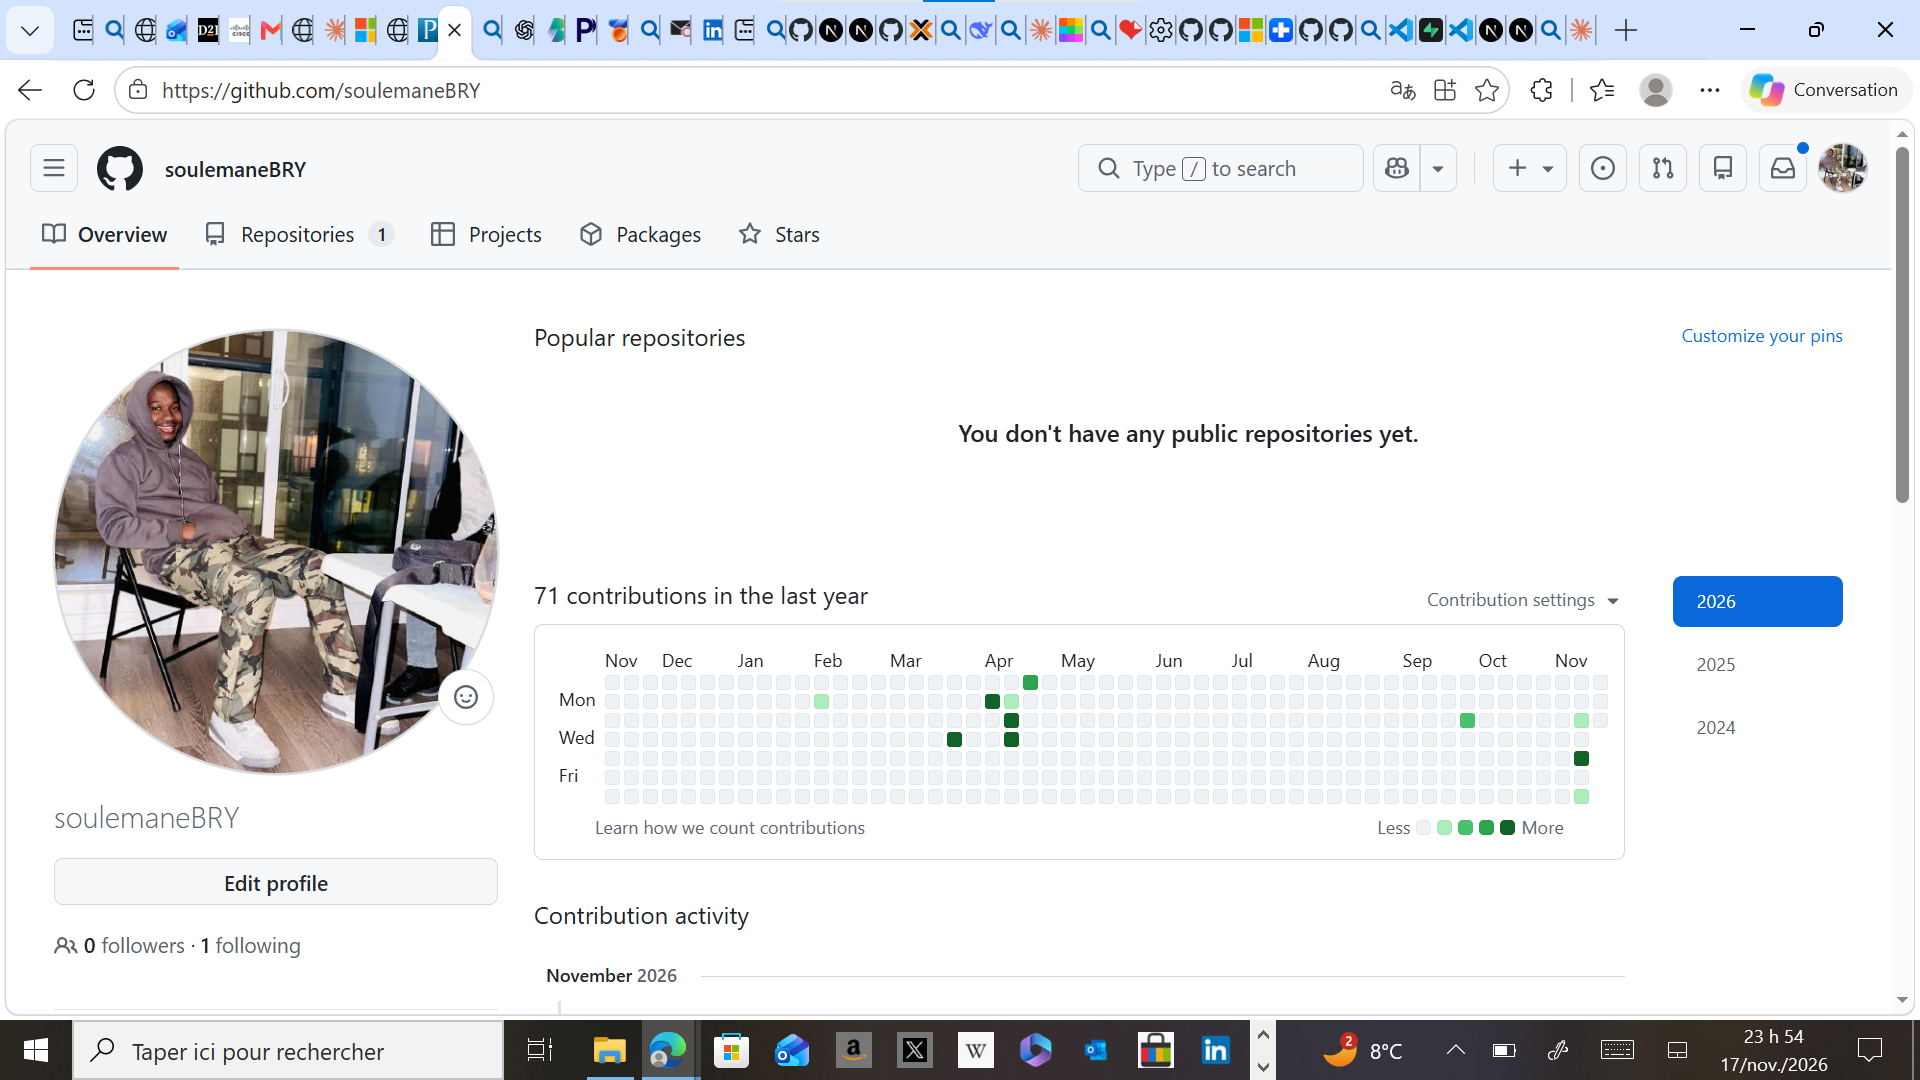 https://github.com/soulemaneBRY
Conversation
soulemaneBRY
Type / to search
Overview
Repositories 1
Projects
Packages
Stars
Popular repositories
Customize your pins
You don't have any public repositories yet.
71 contributions in the last year
Contribution settings
2026
2025
2024
Nov Dec Jan Feb Mar Apr May Jun Jul Aug Sep Oct Nov
Mon
Wed
Fri
Learn how we count contributions
Less
More
soulemaneBRY
Edit profile
0 followers · 1 following
Contribution activity
November 2026
Taper ici pour rechercher
2
8°C
23 h 54
17/nov./2026